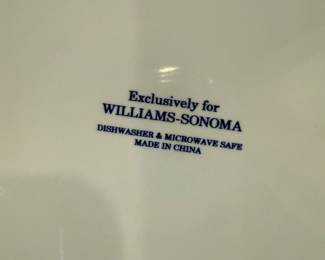 Exclusively for
WILLIAMS-SONOMA
DISHWASHER & MICROWAVE SAFE
MADE IN CHINA